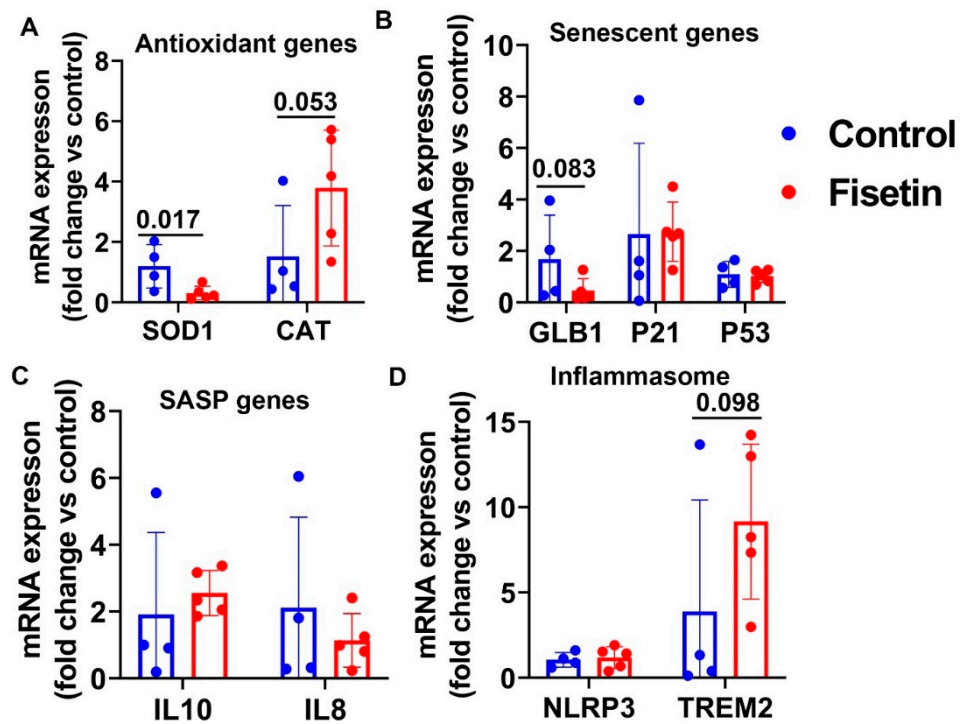 A
Antioxidant genes
mRNA expresson
(fold change vs control)
8
6
4
2
0
0.017
0.053
SOD1 CAT
B
Senescent genes
mRNA expresson
(fold change vs control)
10
8
6
4
2
0
0.083
GLB1 P21 P53
Control
Fisetin
C
SASP genes
mRNA expresson
(fold change vs control)
8
6
4
2
0
IL10 IL8
D
Inflammasome
mRNA expresson
(fold change vs control)
15
10
5
0
0.098
NLRP3 TREM2